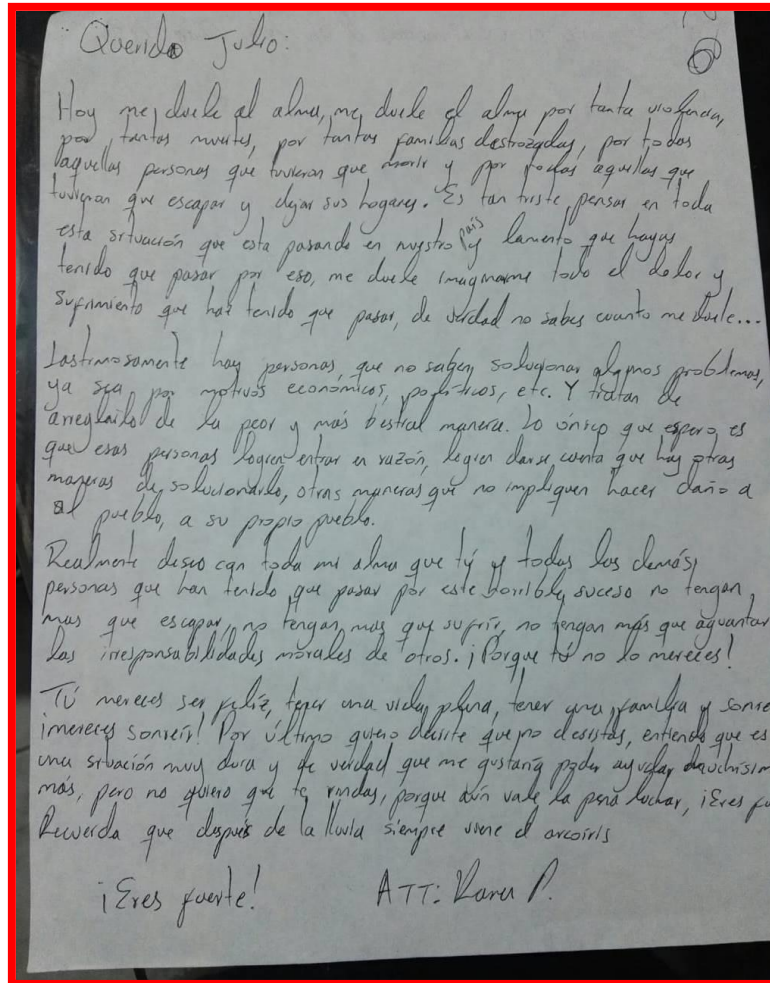 Querido Julio:
Hoy me duele al alma, me duele el alma por tanta violencia,
por tantas muertes, por tantas familias destrozadas, por todas
aquellas personas que tuvieron que morir y por todas aquellas que
tuvieron que escapar y dejar sus hogares. Es tan triste pensar en toda
esta situación que esta pasando en nuestro país y lamento que hayas
tenido que pasar por eso, me duele imaginarme todo el dolor y
sufrimiento que has tenido que pasar, de verdad no sabes cuanto me duele...
Lastimosamente hay personas, que no saben solucionar algunos problemas,
ya sea por motivos económicos, políticos, etc. Y tratan de
arreglarlo de la peor y más bestial manera. Lo único que espero, es
que esas personas logren entrar en razón, logren darse cuenta que hay otras
maneras de solucionarlo, otras maneras que no impliquen hacer daño a
el pueblo, a su propio pueblo.
Realmente deseo con toda mi alma que tú y todas las demás
personas que han tenido que pasar por este horrible suceso no tengan
mas que escapar, no tengan mas que sufrir, no tengan más que aguantar
las irresponsabilidades morales de otros. ¡Porque tú no lo mereces!
Tú mereces ser feliz, tener una vida plena, tener una familia y sonre
¡mereces sonreír! Por último quiero decirte que no desistas, entiendo que es
una situación muy dura y de verdad que me gustaría poder ayudar muchísim
más, pero no quiero que te rindas, porque aún vale la pena luchar, ¡Eres fu
Recuerda que después de la lluvia siempre viene el arcoiris
¡Eres fuerte! ATT: Karen P.